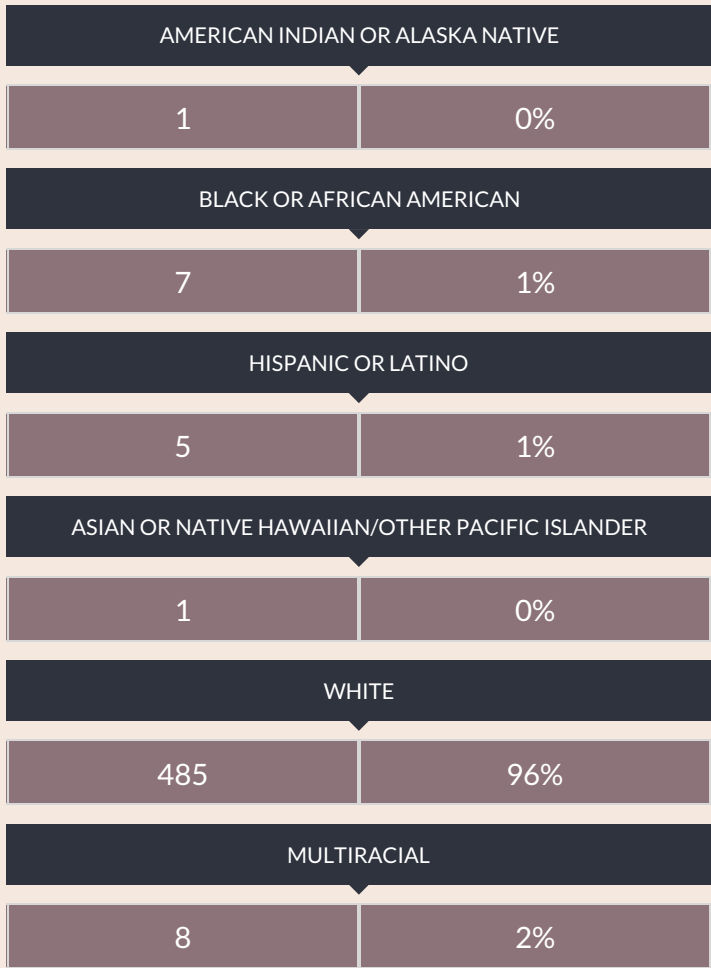 AMERICAN INDIAN OR ALASKA NATIVE
1 0%
BLACK OR AFRICAN AMERICAN
7 1%
HISPANIC OR LATINO
5 1%
ASIAN OR NATIVE HAWAIIAN/OTHER PACIFIC ISLANDER
1 0%
WHITE
485 96%
MULTIRACIAL
8 2%